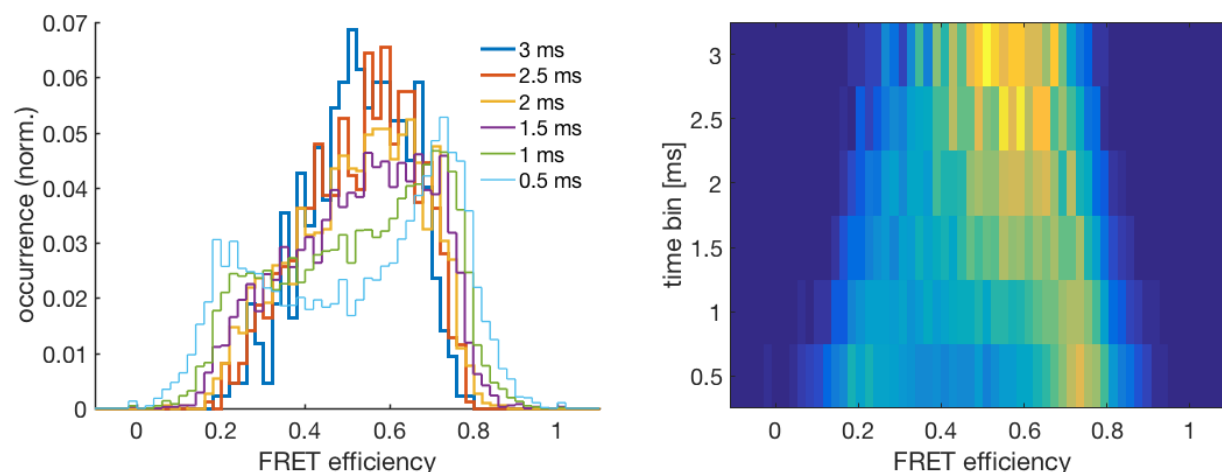 occurrence (norm.)
0.07
0.06
0.05
0.04
0.03
0.02
0.01
0
0 0.2 0.4 0.6 0.8 1
FRET efficiency
3 ms
2.5 ms
2 ms
1.5 ms
1 ms
0.5 ms
time bin [ms]
3
2.5
2
1.5
1
0.5
0 0.2 0.4 0.6 0.8 1
FRET efficiency